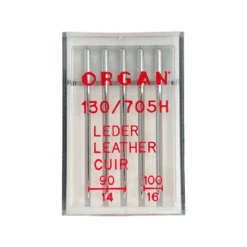 ORGAN
130/705H
LEDER
LEATHER
CUIR
90 100
14 16